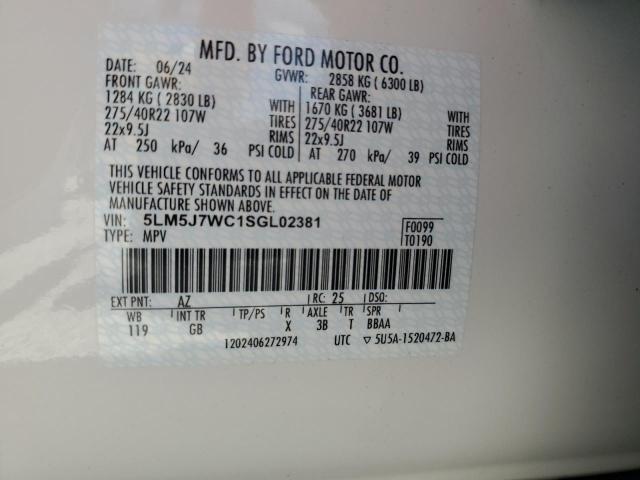 MFD. BY FORD MOTOR CO.
DATE: 06/24 GVWR: 2858 KG ( 6300 LB)
FRONT GAWR: REAR GAWR:
1284 KG ( 2830 LB) WITH 1670 KG ( 3681 LB) WITH
275/40R22 107W TIRES 275/40R22 107W TIRES
22x9.5J RIMS 22x9.5J RIMS
AT 250 kPa/ 36 PSI COLD AT 270 kPa/ 39 PSI COLD
THIS VEHICLE CONFORMS TO ALL APPLICABLE FEDERAL MOTOR
VEHICLE SAFETY STANDARDS IN EFFECT ON THE DATE OF
MANUFACTURE SHOWN ABOVE.
VIN: 5LM5J7WC1SGL02381 F0099
TYPE: MPV T0190
EXT PNT: AZ RC: 25 DSO:
WB INT TR TP/PS R AXLE TR SPR
119 GB X 3B T BBAA
1202406272974 UTC ▽ 5U5A-1520472-BA